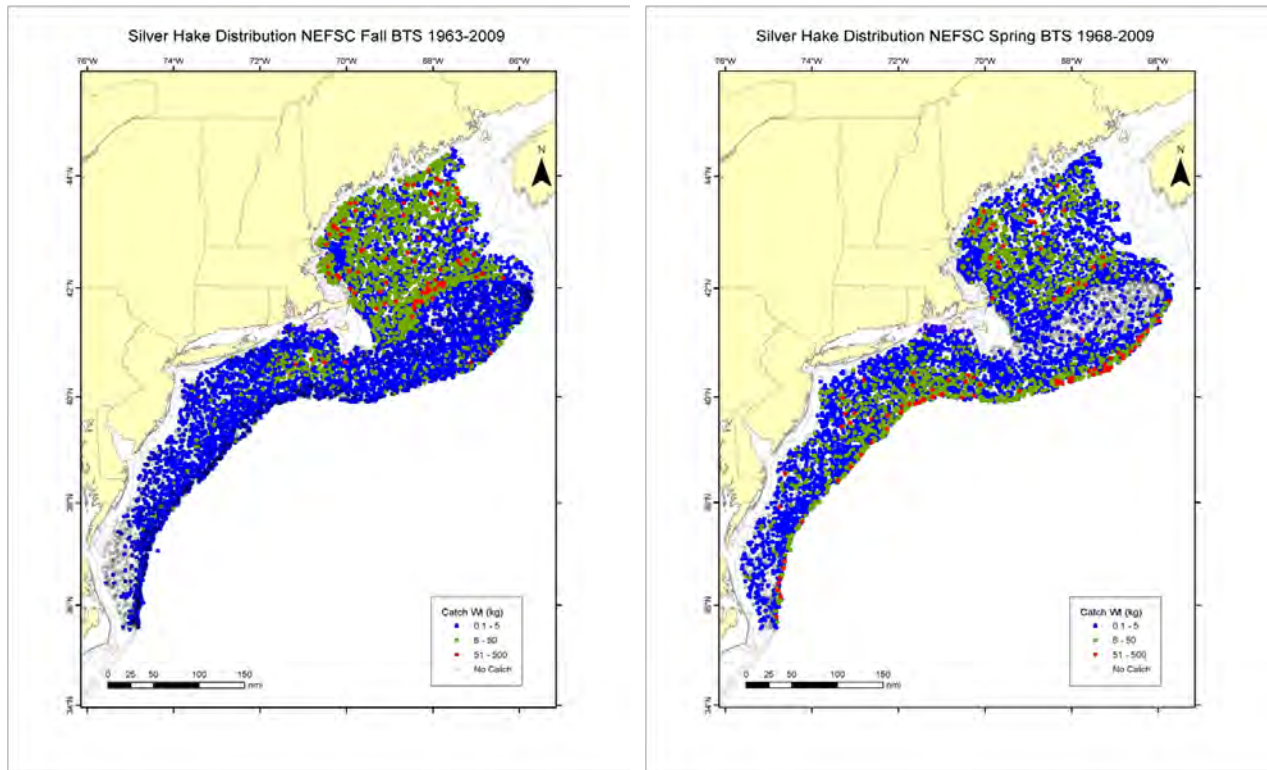 Silver Hake Distribution NEFSC Fall BTS 1963-2009
76°W 74°W 72°W 70°W 68°W 66°W
44°N
42°N
40°N
38°N
36°N
34°N
N
Catch Wt (kg)
0.1 - 5
6 - 50
51 - 500
No Catch
0 25 50 100 150
nmi
Silver Hake Distribution NEFSC Spring BTS 1968-2009
76°W 74°W 72°W 70°W 68°W 66°W
44°N
42°N
40°N
38°N
36°N
34°N
N
Catch Wt (kg)
0.1 - 5
6 - 50
51 - 500
No Catch
0 25 50 100 150
nmi